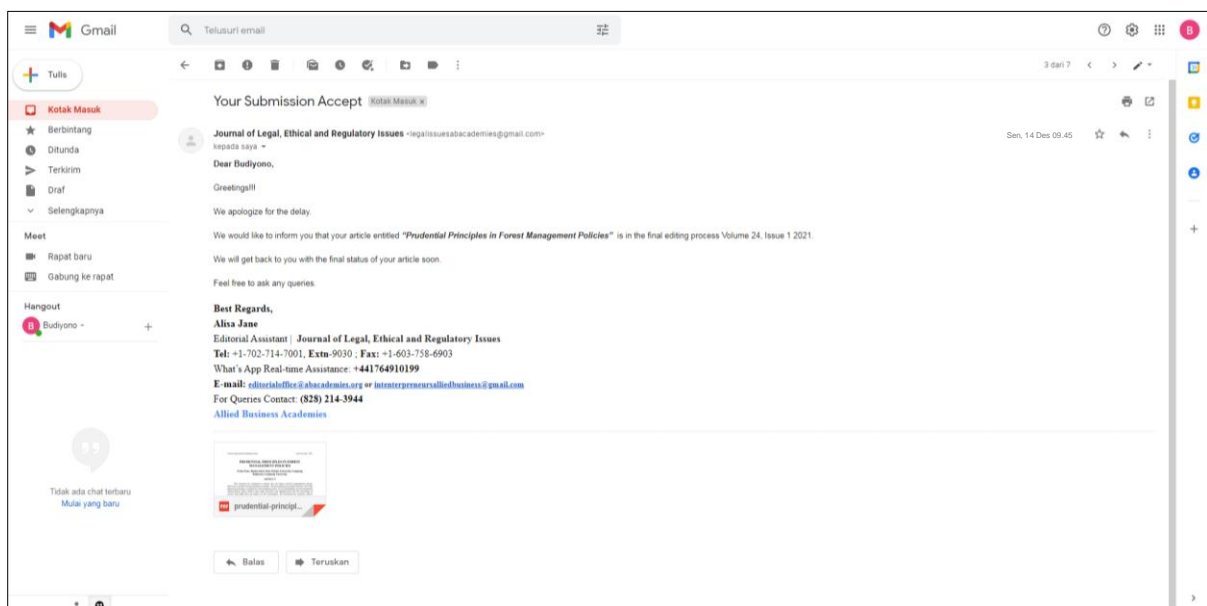 Gmail
Telusuri email
B
Tulis
3 dari 7
Kotak Masuk
Berbintang
Ditunda
Terkirim
Draf
Selengkapnya
Meet
Rapat baru
Gabung ke rapat
Hangout
B Budiyono
Tidak ada chat terbaru
Mulai yang baru
Your Submission Accept Kotak Masuk x
Journal of Legal, Ethical and Regulatory Issues <legalissuesabacademies@gmail.com>
Sen, 14 Des 09.45
kepada saya
Dear Budiyono,
Greetings!!!
We apologize for the delay.
We would like to inform you that your article entitled "Prudential Principles in Forest Management Policies" is in the final editing process Volume 24, Issue 1 2021.
We will get back to you with the final status of your article soon.
Feel free to ask any queries.
Best Regards,
Alisa Jane
Editorial Assistant | Journal of Legal, Ethical and Regulatory Issues
Tel: +1-702-714-7001, Extn-9030 ; Fax: +1-603-758-6903
What's App Real-time Assistance: +441764910199
E-mail: editorialoffice@abacademies.org or intenterpreneursalliedbusiness@gmail.com
For Queries Contact: (828) 214-3944
Allied Business Academies
PRUDENTIAL PRINCIPLES IN FOREST
MANAGEMENT POLICIES
PDF prudential-principl...
Balas
Teruskan